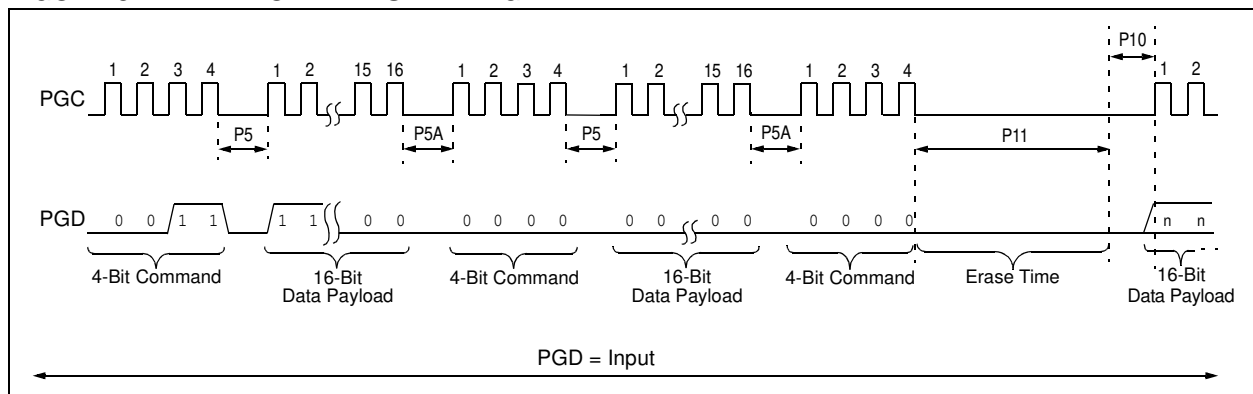 P10
1 2 3 4 1 2 15 16 1 2 3 4 1 2 15 16 1 2 3 4 1 2
PGC
P5 P5A P5 P5A P11
PGD 0 0 1 1 1 1 0 0 0 0 0 0 0 0 0 0 0 0 0 0 n n
4-Bit Command 16-Bit 4-Bit Command 16-Bit 4-Bit Command Erase Time 16-Bit
Data Payload Data Payload Data Payload
PGD = Input